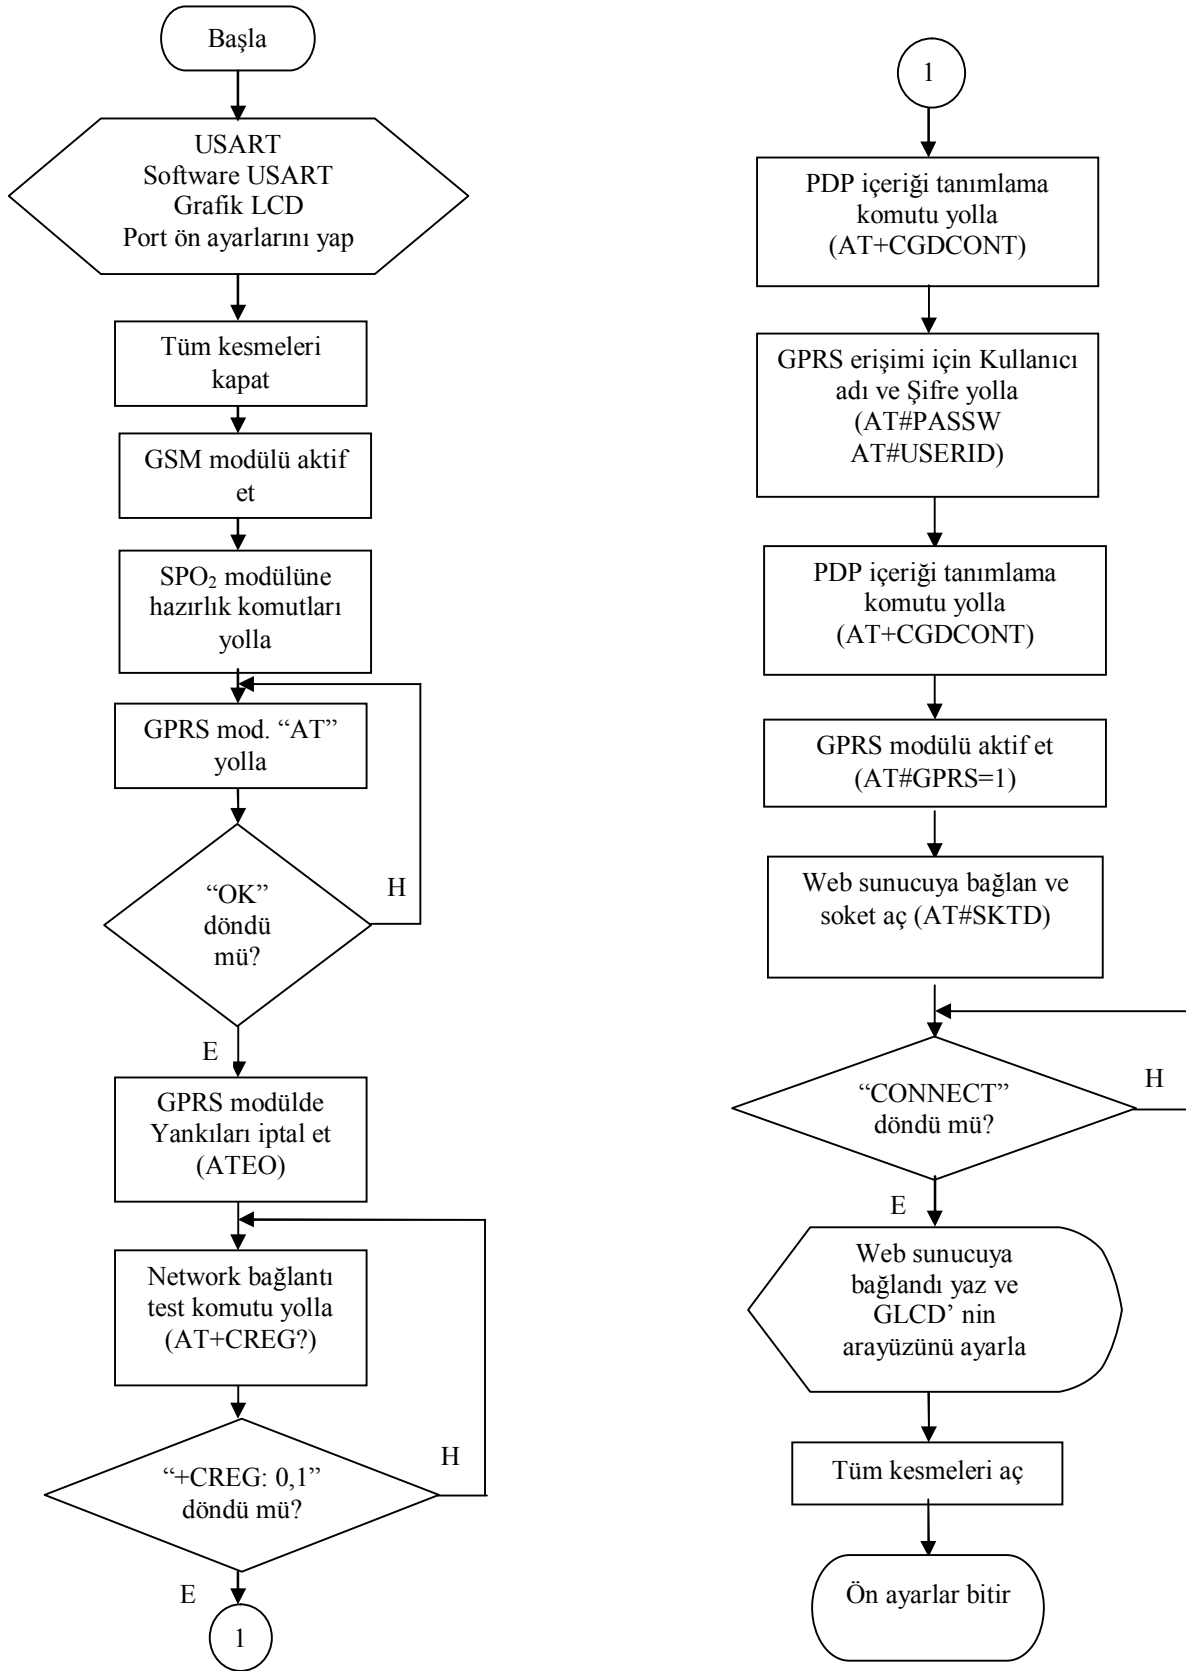 Başla
USART
Software USART
Grafik LCD
Port ön ayarlarını yap
Tüm kesmeleri
kapat
GSM modülü aktif
et
SPO₂ modülüne
hazırlık komutları
yolla
GPRS mod. “AT”
yolla
“OK”
döndü
mü?
H
E
GPRS modülde
Yankıları iptal et
(ATEO)
Network bağlantı
test komutu yolla
(AT+CREG?)
“+CREG: 0,1”
döndü mü?
H
E
1
1
PDP içeriği tanımlama
komutu yolla
(AT+CGDCONT)
GPRS erişimi için Kullanıcı
adı ve Şifre yolla
(AT#PASSW
AT#USERID)
PDP içeriği tanımlama
komutu yolla
(AT+CGDCONT)
GPRS modülü aktif et
(AT#GPRS=1)
Web sunucuya bağlan ve
soket aç (AT#SKTD)
“CONNECT”
döndü mü?
H
E
Web sunucuya
bağlandı yaz ve
GLCD’ nin
arayüzünü ayarla
Tüm kesmeleri aç
Ön ayarlar bitir